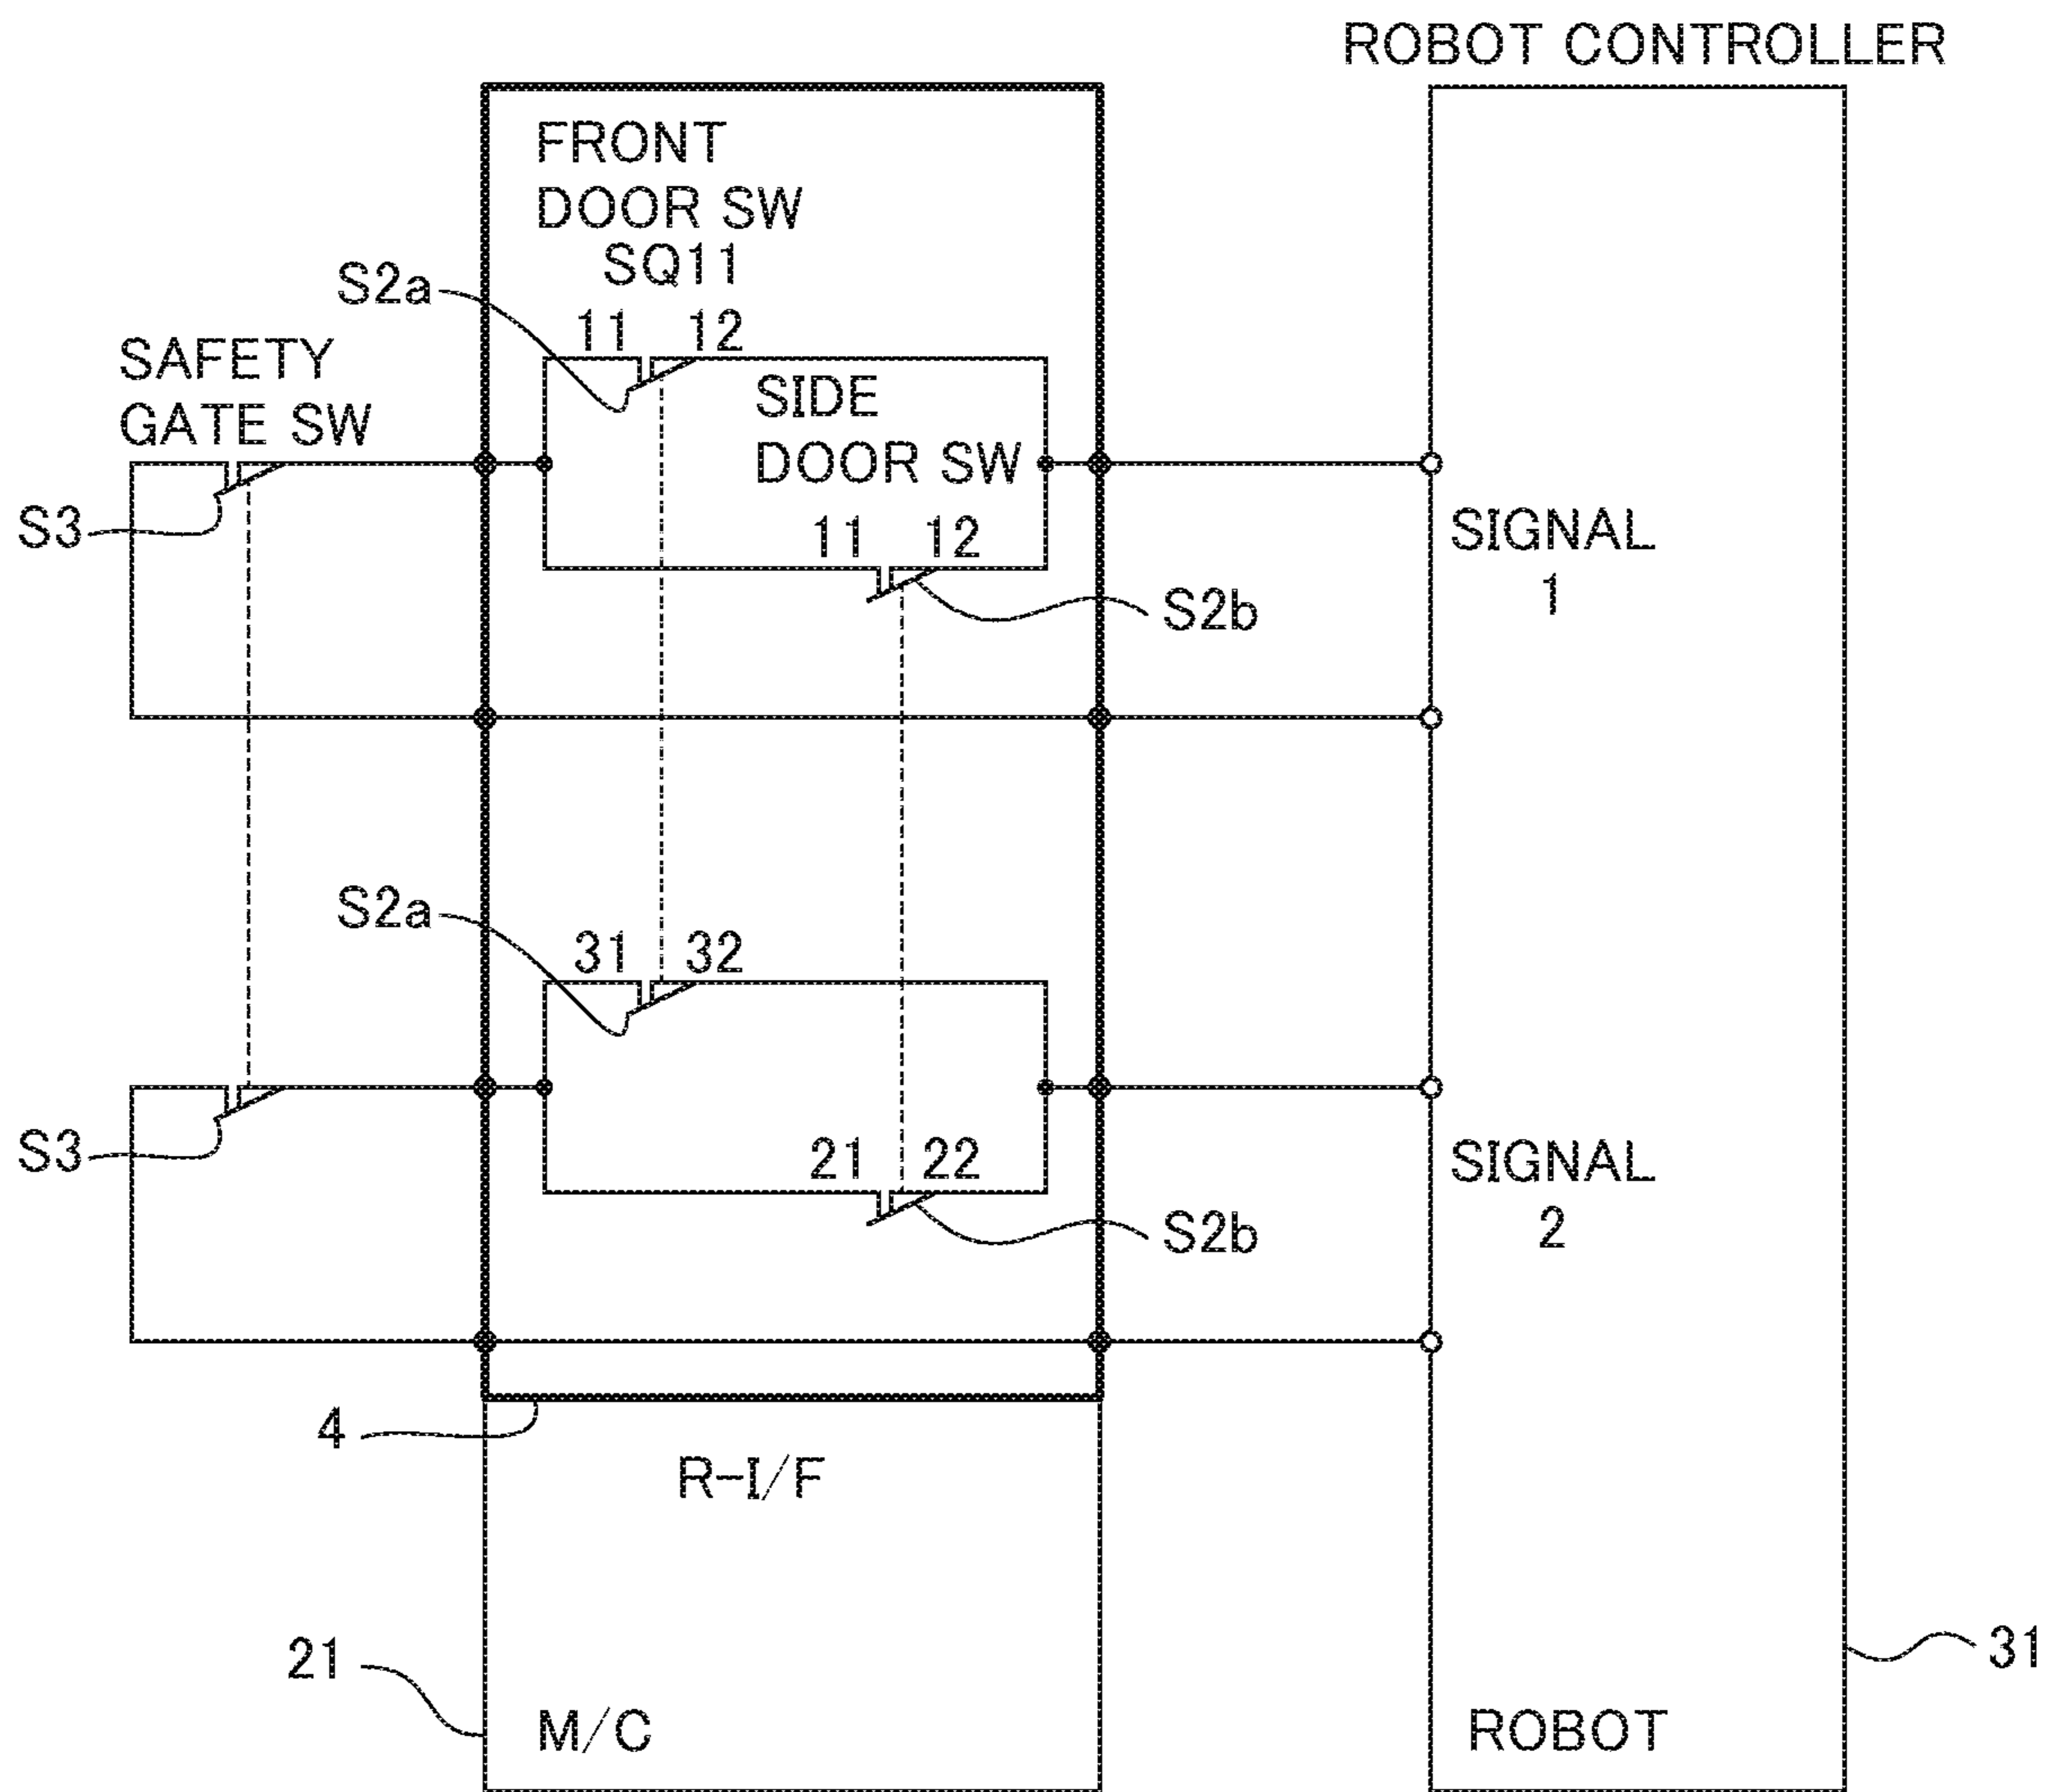 ROBOT CONTROLLER
FRONT
DOOR SW
SQ11
S2a
11 12
SAFETY
GATE SW
SIDE
DOOR SW
S3
11 12
SIGNAL
1
S2b
S2a
31 32
S3
21 22
SIGNAL
2
S2b
4
R-I/F
21
31
M/C
ROBOT